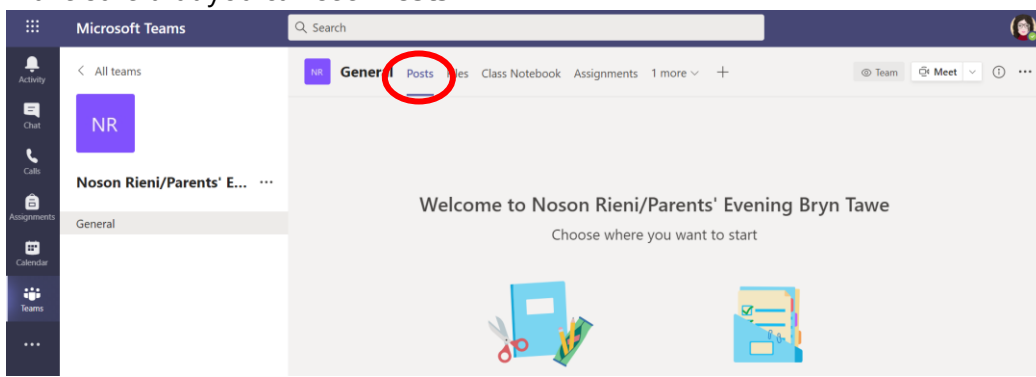 Microsoft Teams
Search
Activity
Chat
Calls
Assignments
Calendar
Teams
All teams
NR
Noson Rieni/Parents' E...
General
NR General Posts Files Class Notebook Assignments 1 more
Team Meet
Welcome to Noson Rieni/Parents' Evening Bryn Tawe
Choose where you want to start